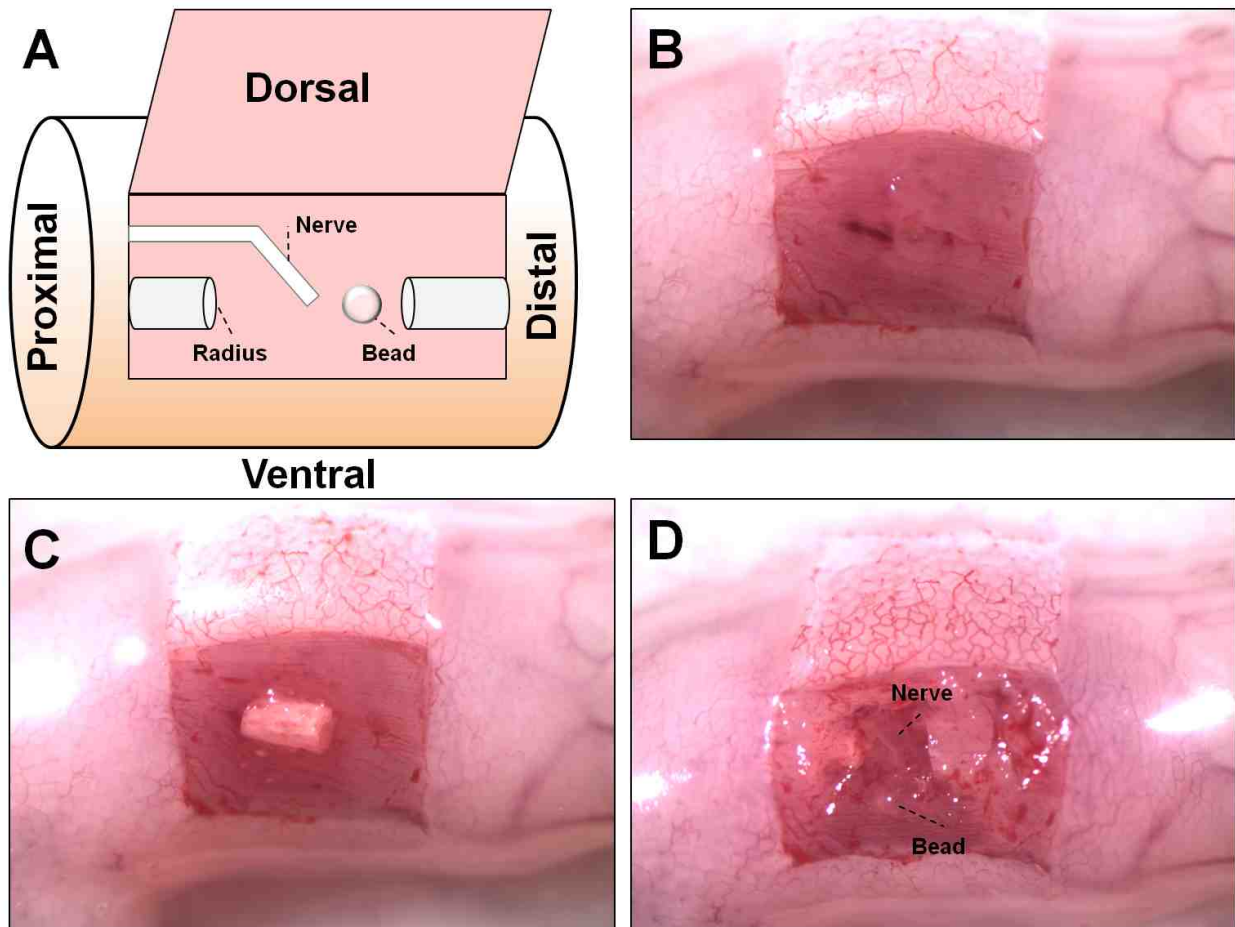 A
Dorsal
Proximal
Nerve
Distal
Radius
Bead
Ventral
B
C
D
Nerve
Bead